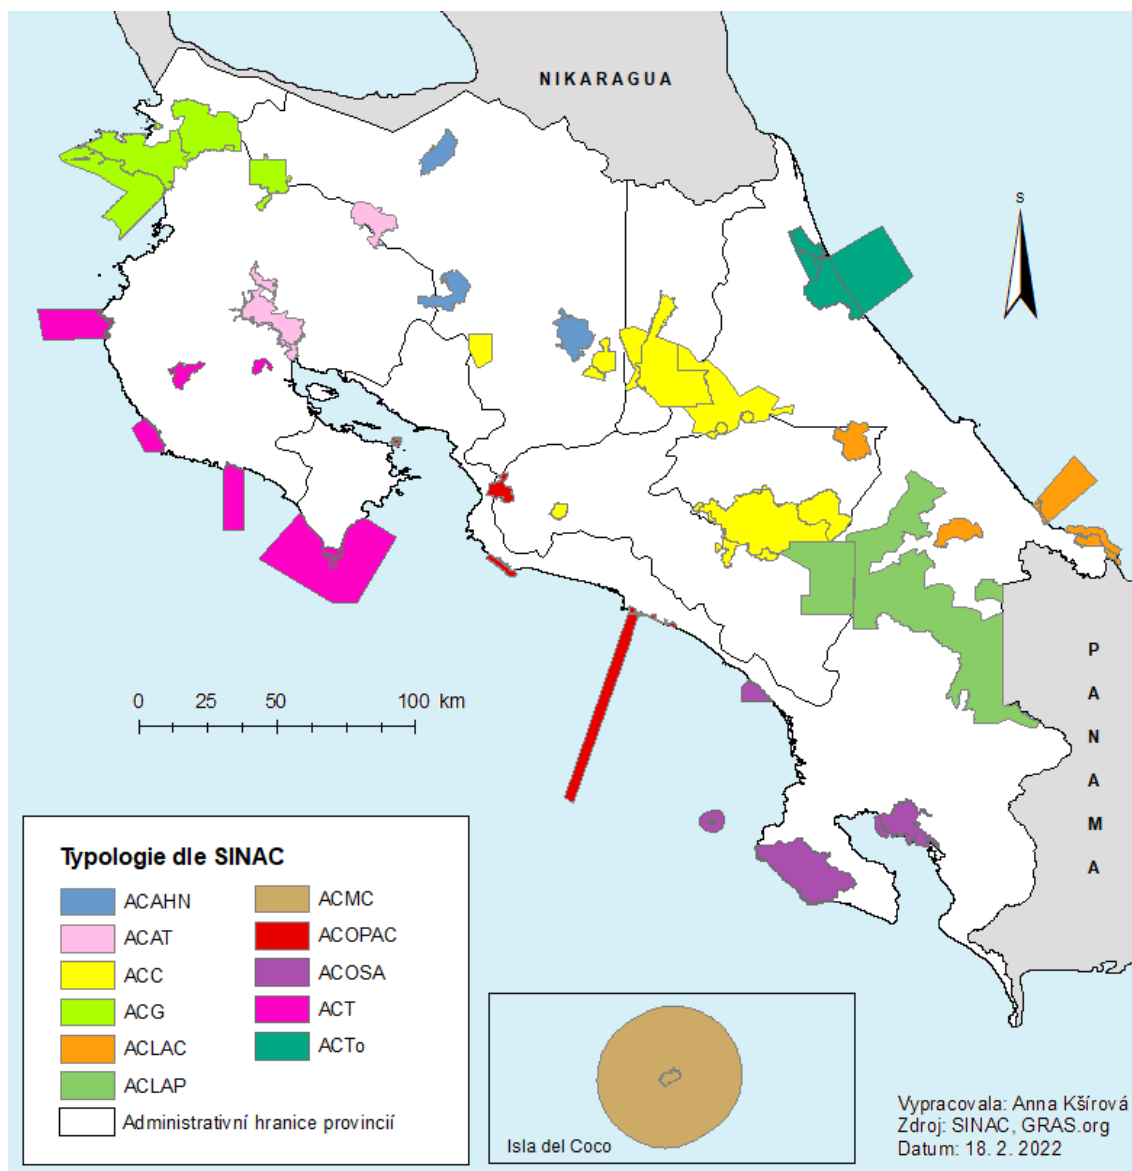 NIKARAGUA
S
P
A
N
A
M
A
0 25 50 100 km
Typologie dle SINAC
ACAHN
ACAT
ACC
ACG
ACLAC
ACLAP
ACMC
ACOPAC
ACOSA
ACT
ACTo
Administrativní hranice provincií
Isla del Coco
Vypracovala: Anna Kšírová
Zdroj: SINAC, GRAS.org
Datum: 18. 2. 2022